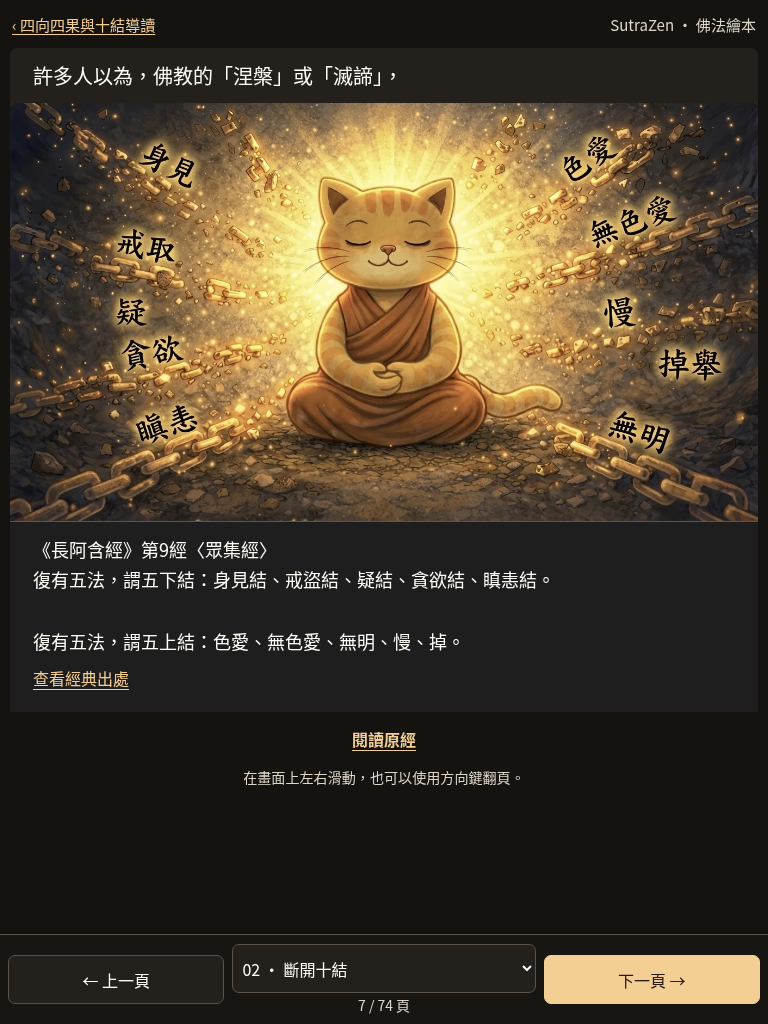 ‹ 四向四果與十結導讀
SutraZen · 佛法繪本
許多人以為，佛教的「涅槃」或「滅諦」，
身見
戒取
疑
貪欲
瞋恚
色愛
無色愛
慢
掉舉
無明
《長阿含經》第9經〈眾集經〉
復有五法，謂五下結：身見結、戒盜結、疑結、貪欲結、瞋恚結。
復有五法，謂五上結：色愛、無色愛、無明、慢、掉。
查看經典出處
閱讀原經
在畫面上左右滑動，也可以使用方向鍵翻頁。
← 上一頁
02 · 斷開十結
下一頁 →
7 / 74 頁